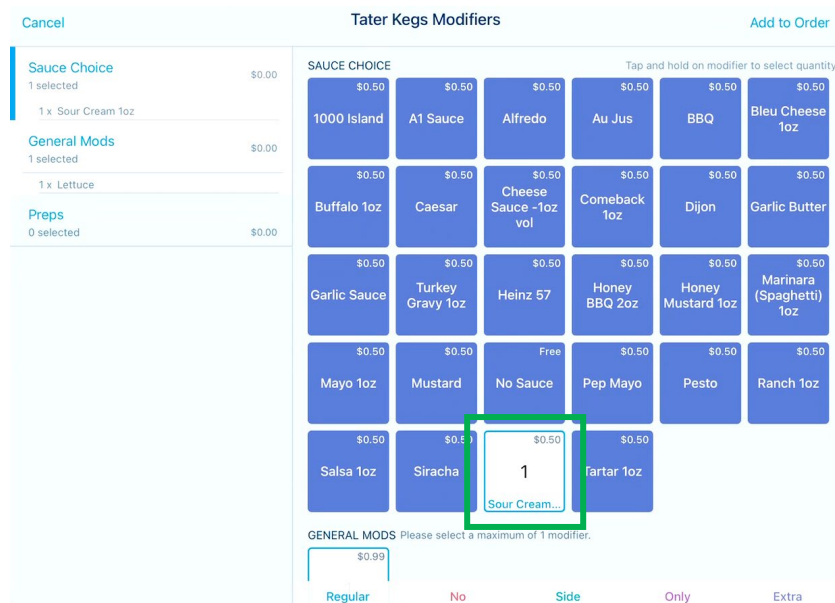 Cancel
Tater Kegs Modifiers
Add to Order
Sauce Choice
$0.00
1 selected
1 x Sour Cream 1oz
General Mods
$0.00
1 selected
1 x Lettuce
Preps
0 selected
$0.00
SAUCE CHOICE
Tap and hold on modifier to select quantity
$0.50
1000 Island
$0.50
A1 Sauce
$0.50
Alfredo
$0.50
Au Jus
$0.50
BBQ
$0.50
Bleu Cheese
1oz
$0.50
Buffalo 1oz
$0.50
Caesar
$0.50
Cheese
Sauce -1oz
vol
$0.50
Comeback
1oz
$0.50
Dijon
$0.50
Garlic Butter
$0.50
Garlic Sauce
$0.50
Turkey
Gravy 1oz
$0.50
Heinz 57
$0.50
Honey
BBQ 2oz
$0.50
Honey
Mustard 1oz
$0.50
Marinara
(Spaghetti)
1oz
$0.50
Mayo 1oz
$0.50
Mustard
Free
No Sauce
$0.50
Pep Mayo
$0.50
Pesto
$0.50
Ranch 1oz
$0.50
Salsa 1oz
$0.50
Siracha
$0.50
1
Sour Cream...
$0.50
Tartar 1oz
GENERAL MODS Please select a maximum of 1 modifier.
$0.99
Regular
No
Side
Only
Extra